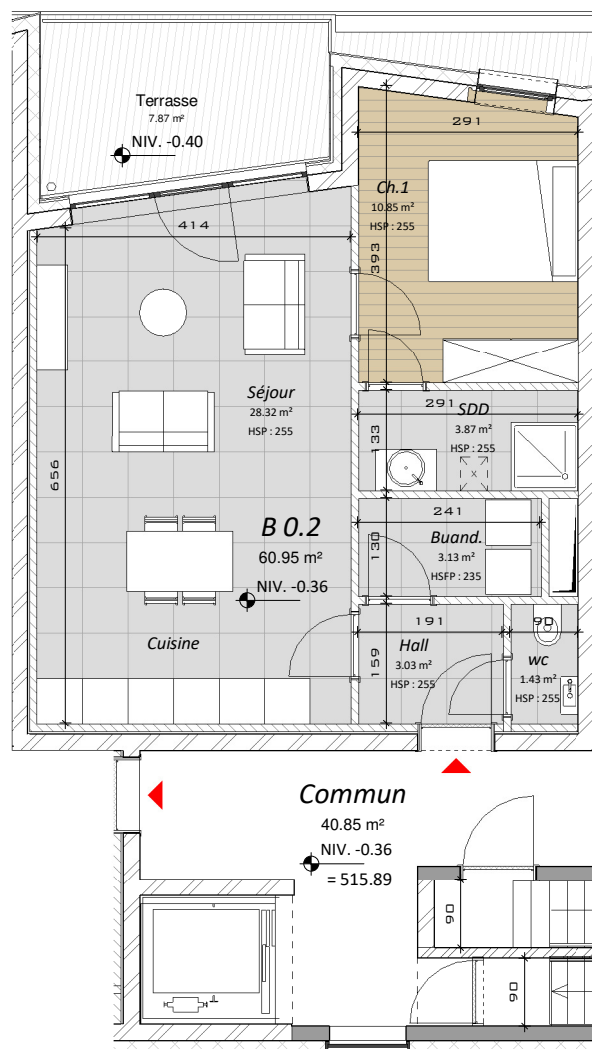 Terrasse
7.87 m²
NIV. -0.40
291
Ch.1
10.85 m²
HSP : 255
393
414
Séjour
28.32 m²
HSP : 255
656
291
SDD
3.87 m²
HSP : 255
133
B 0.2
60.95 m²
NIV. -0.36
241
Buand.
3.13 m²
HSFP : 235
130
Cuisine
191
Hall
3.03 m²
HSP : 255
159
90
wc
1.43 m²
HSP : 255
Commun
40.85 m²
NIV. -0.36
= 515.89
90
90